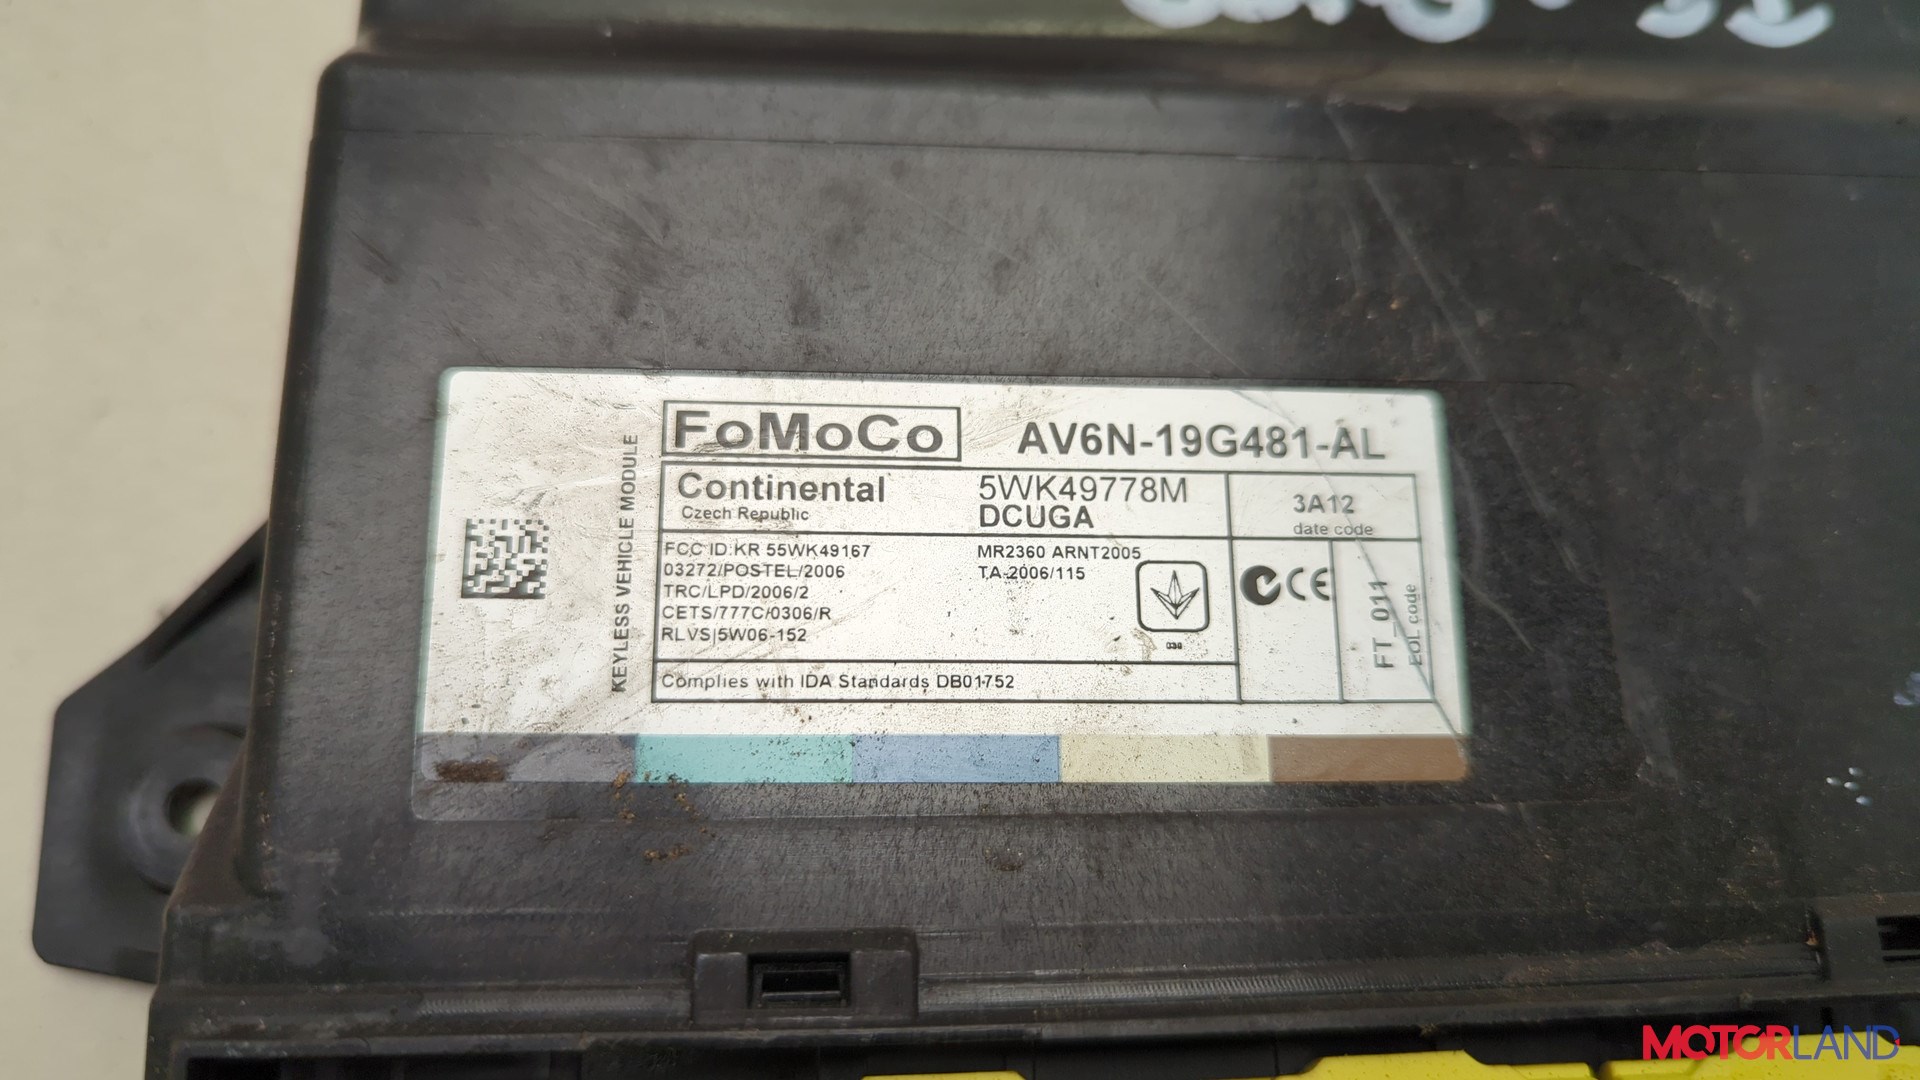 FoMoCo
AV6N-19G481-AL
KEYLESS VEHICLE MODULE
Continental
Czech Republic
5WK49778M
DCUGA
3A12
date code
FCC ID:KR 55WK49167
03272/POSTEL/2006
TRC/LPD/2006/2
CETS/777C/0306/R
RLVS|5W06-152
MR2360 ARNT2005
TA-2006/115
CE
FT_011
EOL code
Complies with IDA Standards DB01752
MOTORLAND